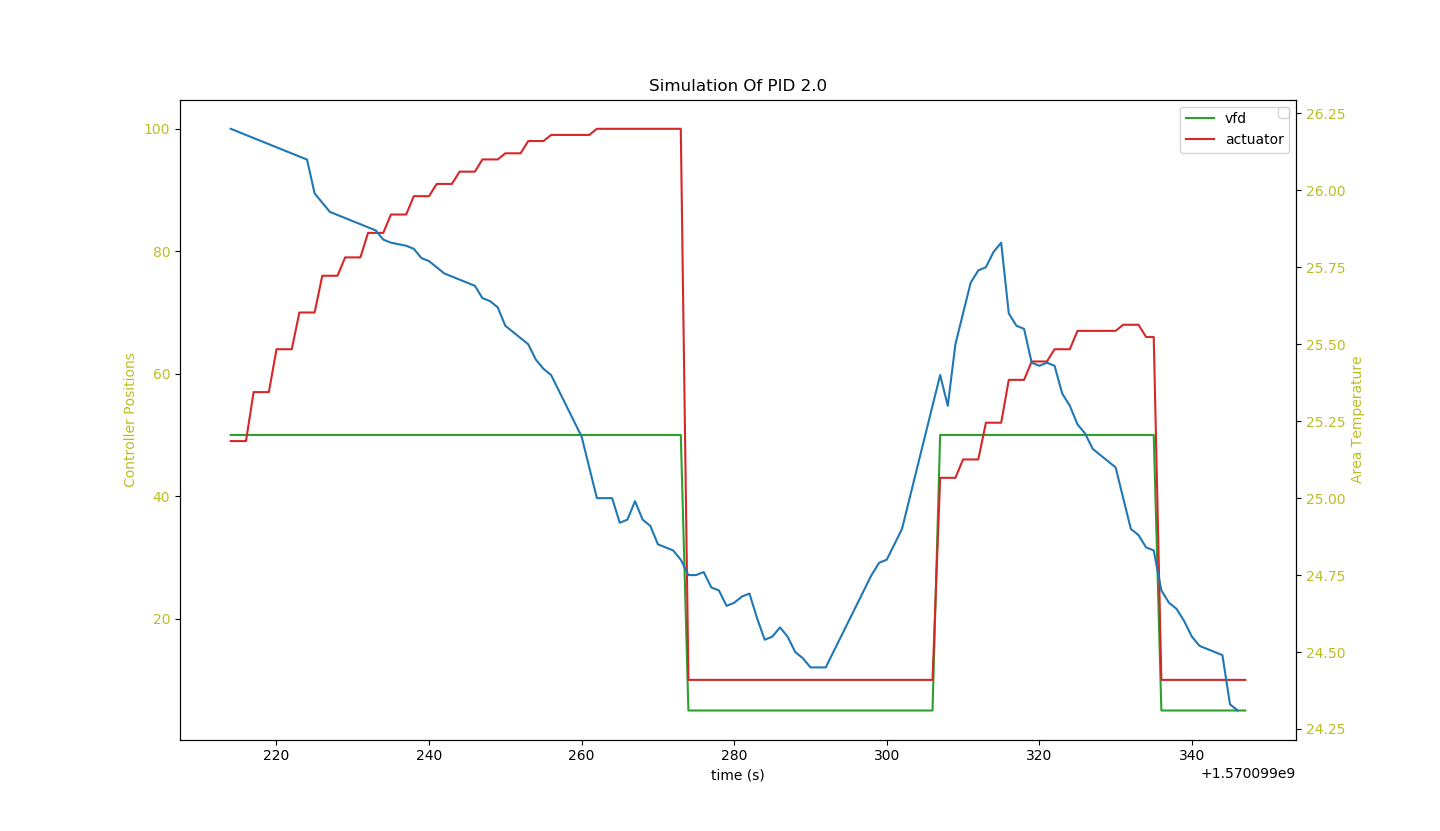 Simulation Of PID 2.0
vfd
actuator
Controller Positions
100
80
60
40
20
26.25
26.00
25.75
25.50
25.25
25.00
24.75
24.50
24.25
Area Temperature
220 240 260 280 300 320 340
time (s)
+1.570099e9